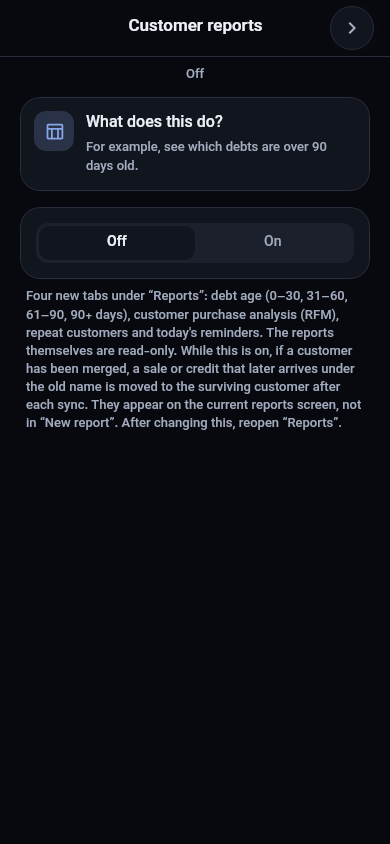 Customer reports
Off
What does this do?
For example, see which debts are over 90
days old.
Off
On
Four new tabs under “Reports”: debt age (0–30, 31–60,
61–90, 90+ days), customer purchase analysis (RFM),
repeat customers and today's reminders. The reports
themselves are read-only. While this is on, if a customer
has been merged, a sale or credit that later arrives under
the old name is moved to the surviving customer after
each sync. They appear on the current reports screen, not
in “New report”. After changing this, reopen “Reports”.